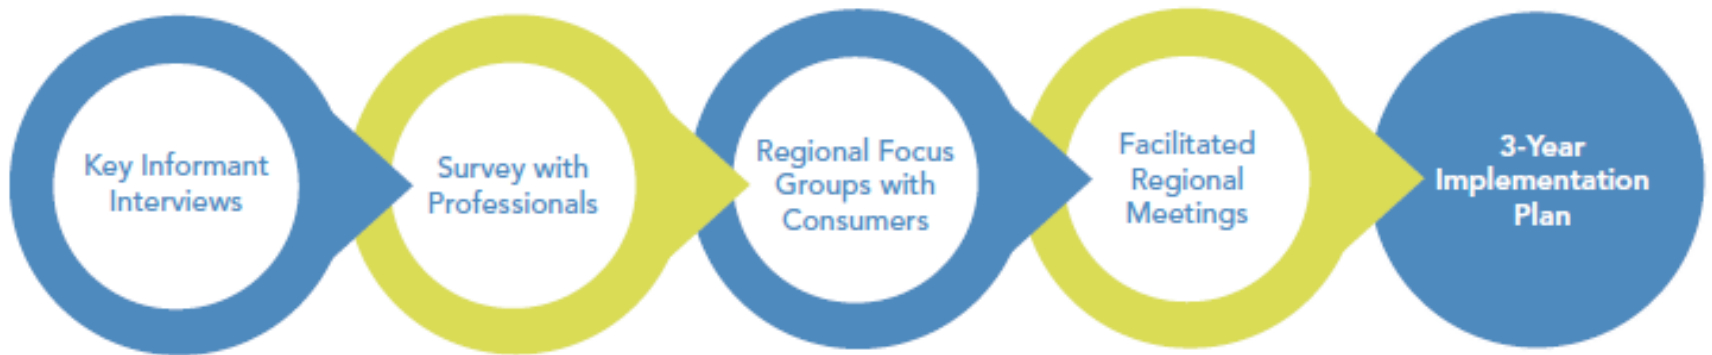 Key Informant
Interviews
Survey with
Professionals
Regional Focus
Groups with
Consumers
Facilitated
Regional
Meetings
3-Year
Implementation
Plan